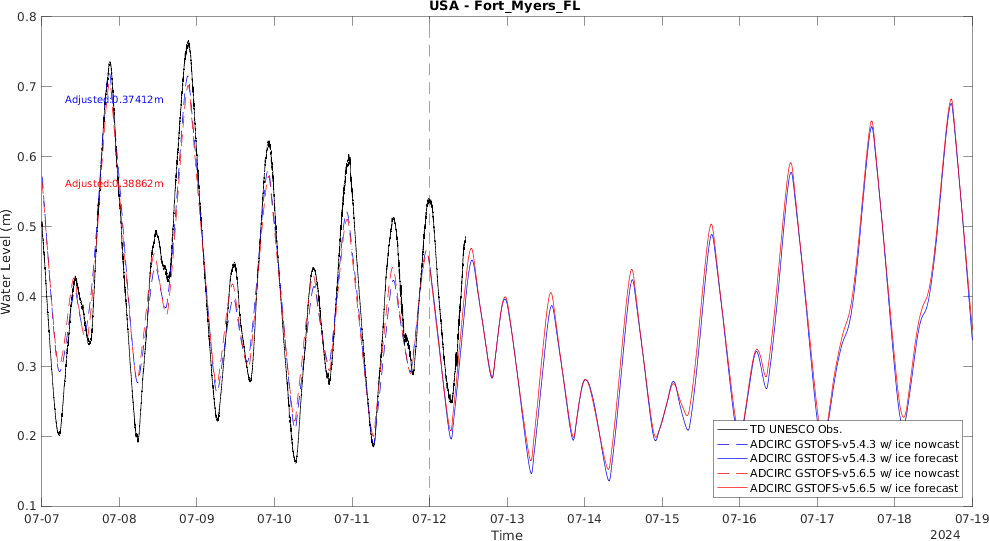 USA - Fort_Myers_FL
0.8
0.7
0.6
0.5
0.4
0.3
0.2
0.1
Water Level (m)
Adjusted:0.37412m
Adjusted:0.38862m
TD UNESCO Obs.
ADCIRC GSTOFS-v5.4.3 w/ ice nowcast
ADCIRC GSTOFS-v5.4.3 w/ ice forecast
ADCIRC GSTOFS-v5.6.5 w/ ice nowcast
ADCIRC GSTOFS-v5.6.5 w/ ice forecast
07-07 07-08 07-09 07-10 07-11 07-12 07-13 07-14 07-15 07-16 07-17 07-18 07-19
Time
2024